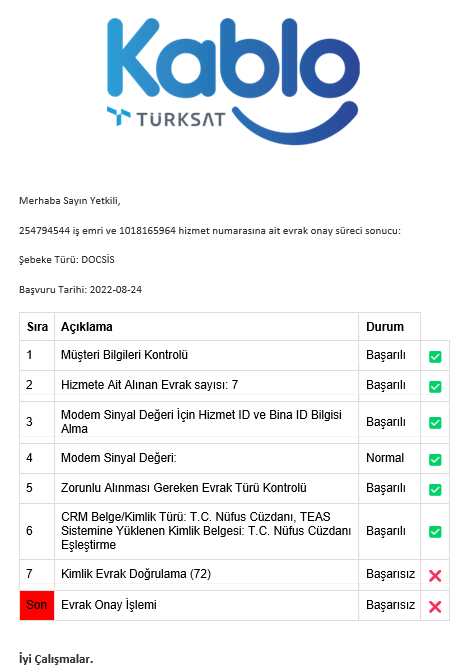 Kablo
TÜRKSAT
Merhaba Sayın Yetkili,
254794544 iş emri ve 1018165964 hizmet numarasına ait evrak onay süreci sonucu:
Şebeke Türü: DOCSİS
Başvuru Tarihi: 2022-08-24
Sıra Açıklama Durum
1 Müşteri Bilgileri Kontrolü Başarılı
2 Hizmete Ait Alınan Evrak sayısı: 7 Başarılı
3 Modem Sinyal Değeri İçin Hizmet ID ve Bina ID Bilgisi
Alma Başarılı
4 Modem Sinyal Değeri: Normal
5 Zorunlu Alınması Gereken Evrak Türü Kontrolü Başarılı
6 CRM Belge/Kimlik Türü: T.C. Nüfus Cüzdanı, TEAS
Sistemine Yüklenen Kimlik Belgesi: T.C. Nüfus Cüzdanı
Eşleştirme Başarılı
7 Kimlik Evrak Doğrulama (72) Başarısız
Son Evrak Onay İşlemi Başarısız
İyi Çalışmalar.